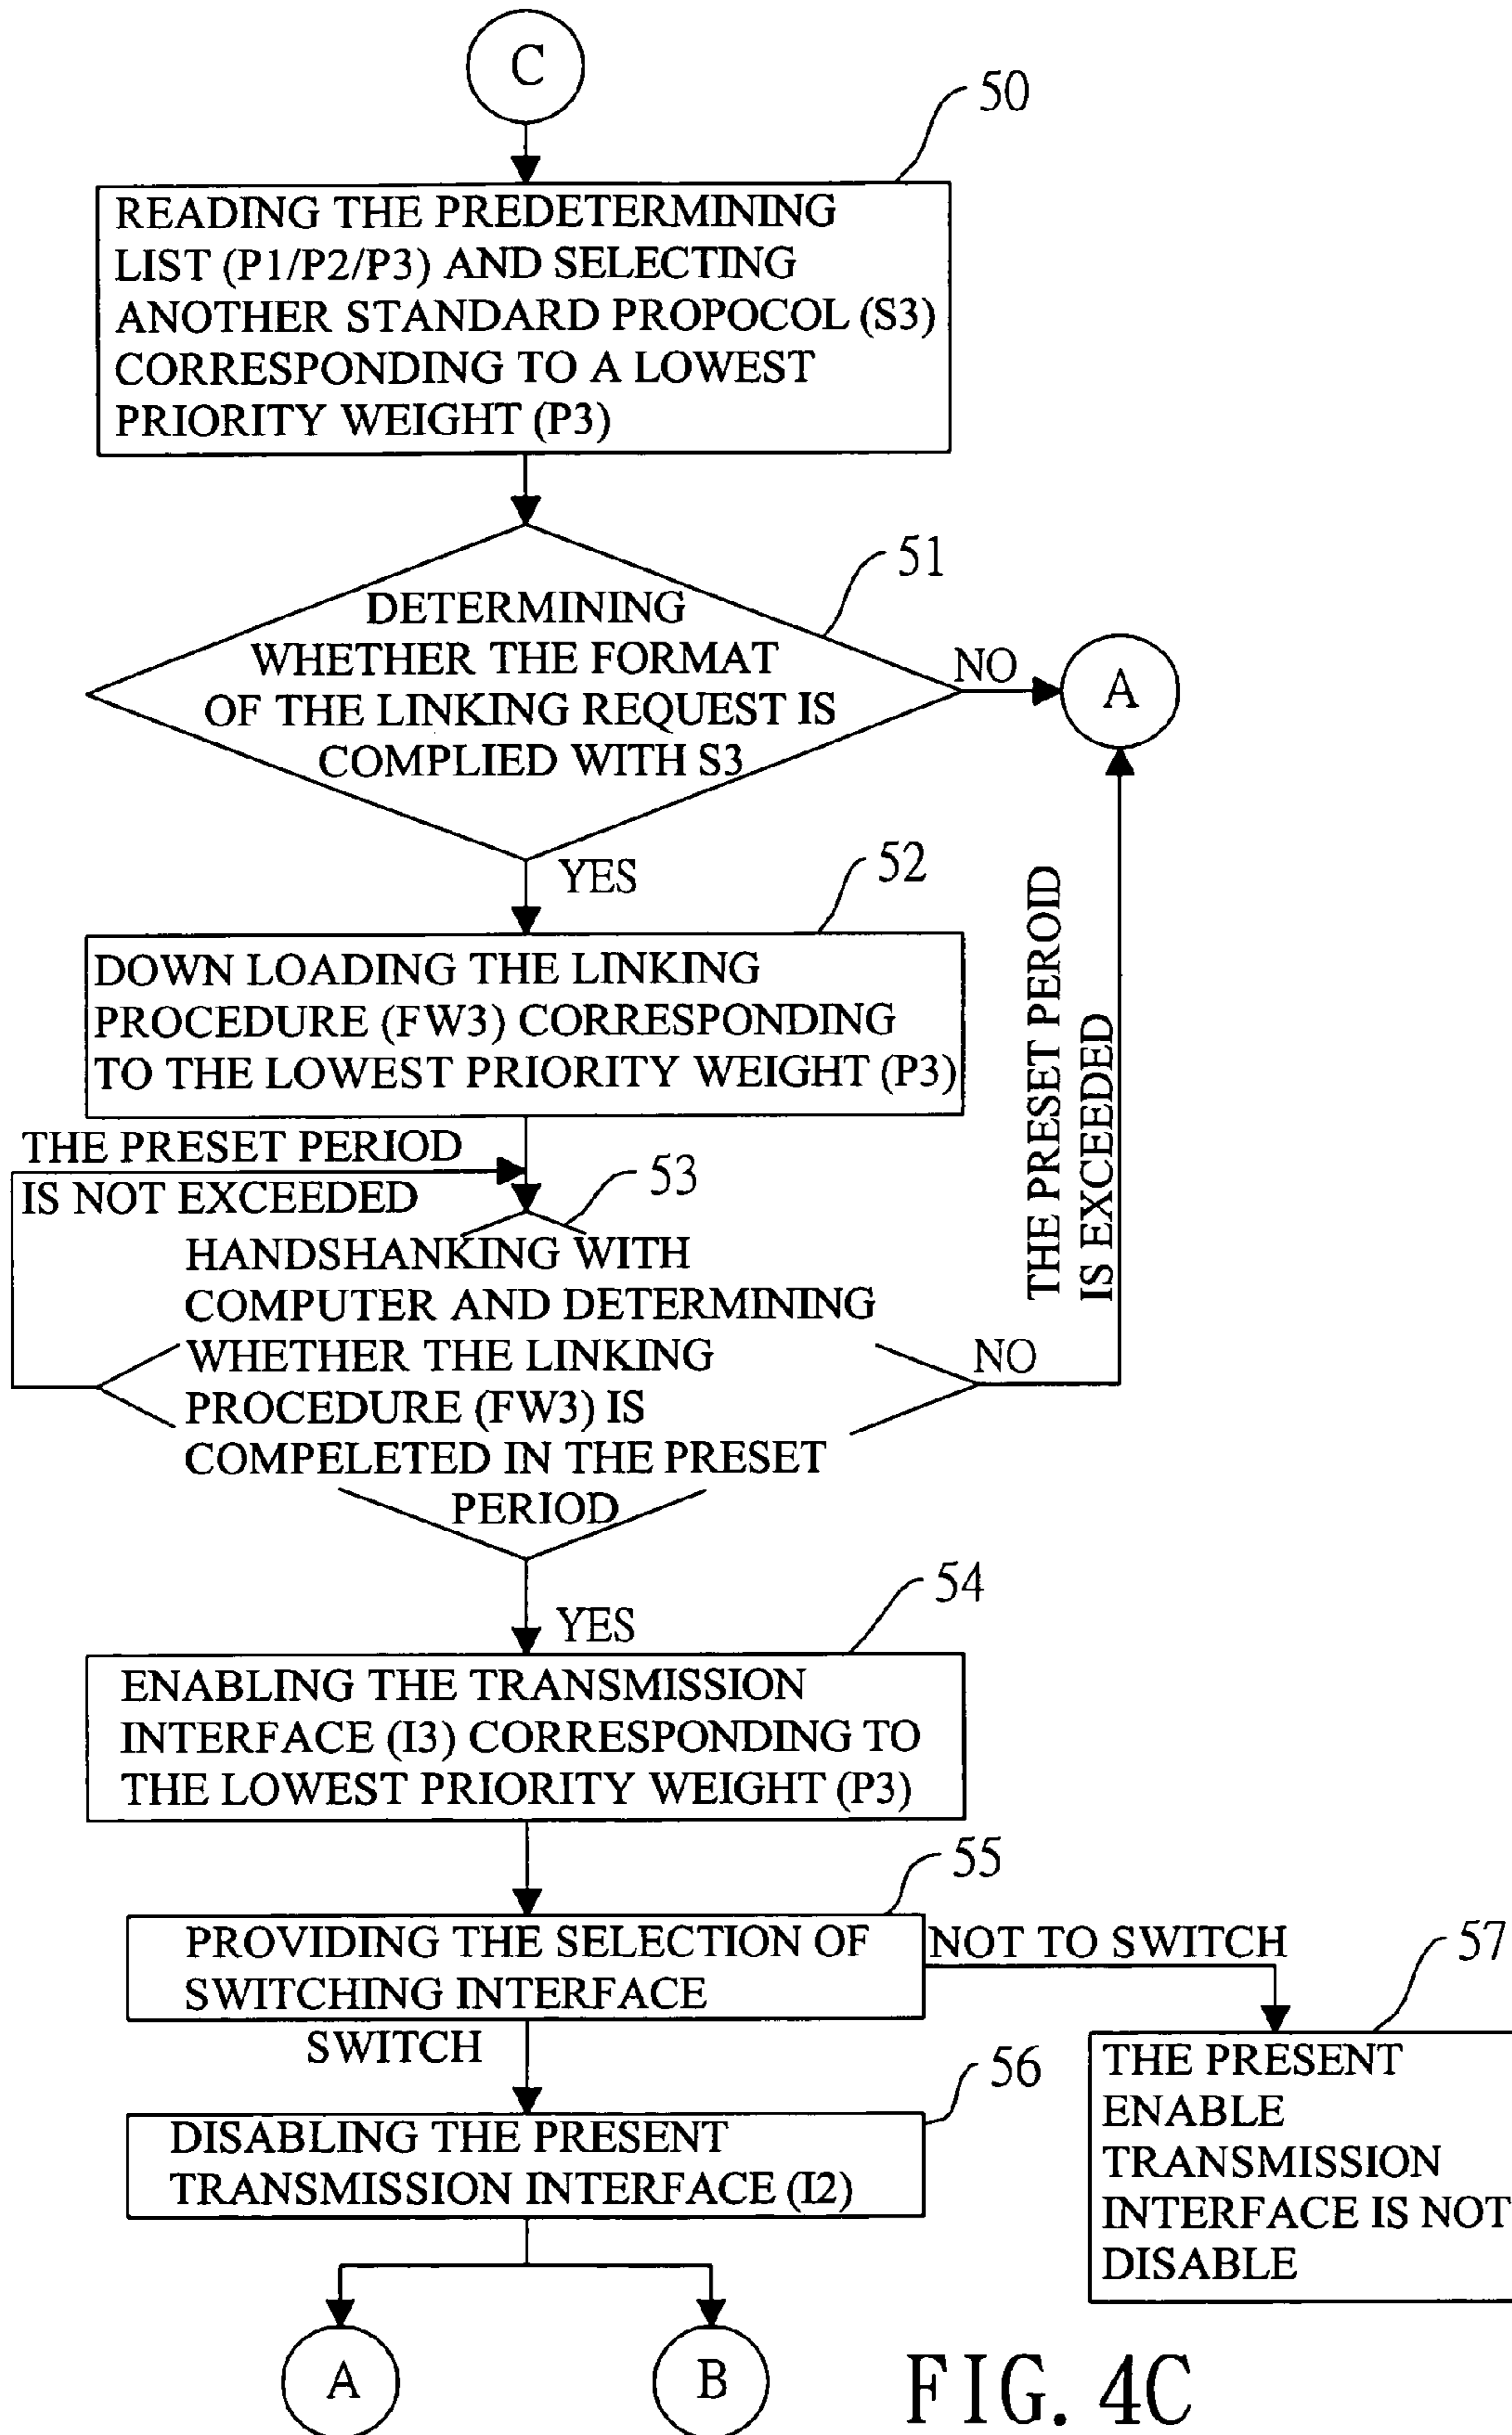 C
50
READING THE PREDETERMINING
LIST (P1/P2/P3) AND SELECTING
ANOTHER STANDARD PROPOCOL (S3)
CORRESPONDING TO A LOWEST
PRIORITY WEIGHT (P3)
51
DETERMINING
WHETHER THE FORMAT
OF THE LINKING REQUEST IS
COMPLIED WITH S3
NO
A
YES
52
DOWN LOADING THE LINKING
PROCEDURE (FW3) CORRESPONDING
TO THE LOWEST PRIORITY WEIGHT (P3)
THE PRESET PEROID
IS EXCEEDED
THE PRESET PERIOD
IS NOT EXCEEDED
53
HANDSHANKING WITH
COMPUTER AND DETERMINING
WHETHER THE LINKING
PROCEDURE (FW3) IS
COMPELETED IN THE PRESET
PERIOD
NO
YES
54
ENABLING THE TRANSMISSION
INTERFACE (I3) CORRESPONDING TO
THE LOWEST PRIORITY WEIGHT (P3)
55
PROVIDING THE SELECTION OF
SWITCHING INTERFACE
NOT TO SWITCH
57
SWITCH
56
THE PRESENT
ENABLE
TRANSMISSION
INTERFACE IS NOT
DISABLE
DISABLING THE PRESENT
TRANSMISSION INTERFACE (I2)
A
B
FIG. 4C